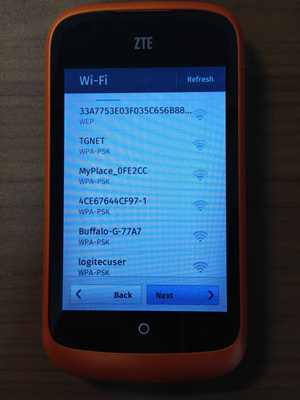 ZTE
Wi-Fi
Refresh
33A7753E03F035C656B88...
WEP
TGNET
WPA-PSK
MyPlace_0FE2CC
WPA-PSK
4CE67644CF97-1
WPA-PSK
Buffalo-G-77A7
WPA-PSK
logitecuser
WPA-PSK
Back
Next